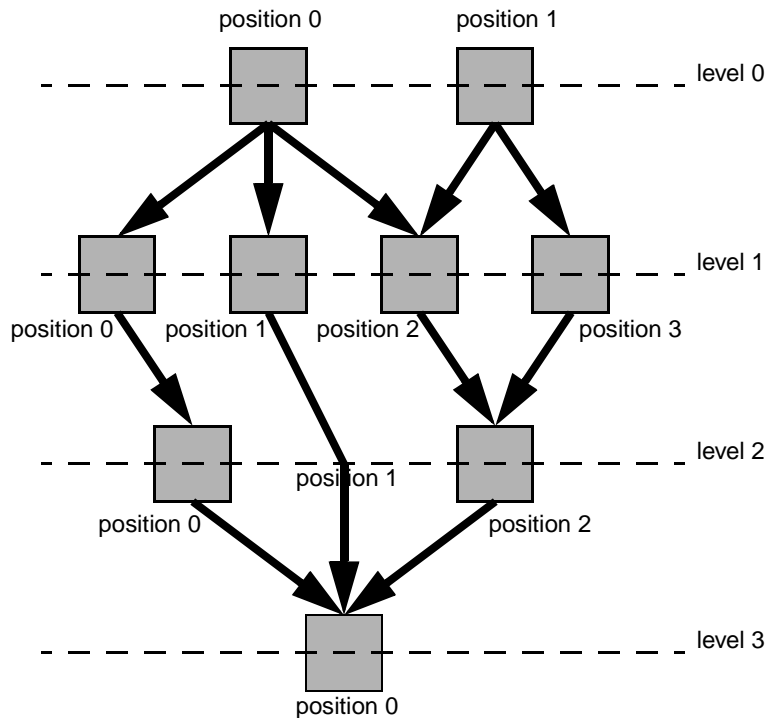 position 0
position 1
level 0
level 1
position 0
position 1
position 2
position 3
level 2
position 1
position 0
position 2
level 3
position 0